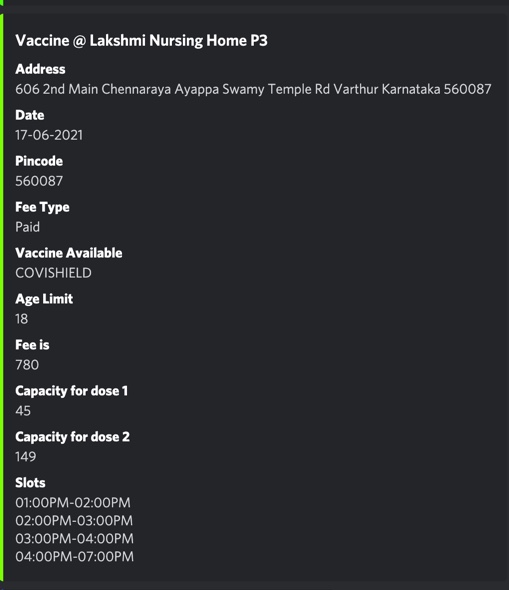 Vaccine @ Lakshmi Nursing Home P3
Address
606 2nd Main Chennaraya Ayappa Swamy Temple Rd Varthur Karnataka 560087
Date
17-06-2021
Pincode
560087
Fee Type
Paid
Vaccine Available
COVISHIELD
Age Limit
18
Fee is
780
Capacity for dose 1
45
Capacity for dose 2
149
Slots
01:00PM-02:00PM
02:00PM-03:00PM
03:00PM-04:00PM
04:00PM-07:00PM